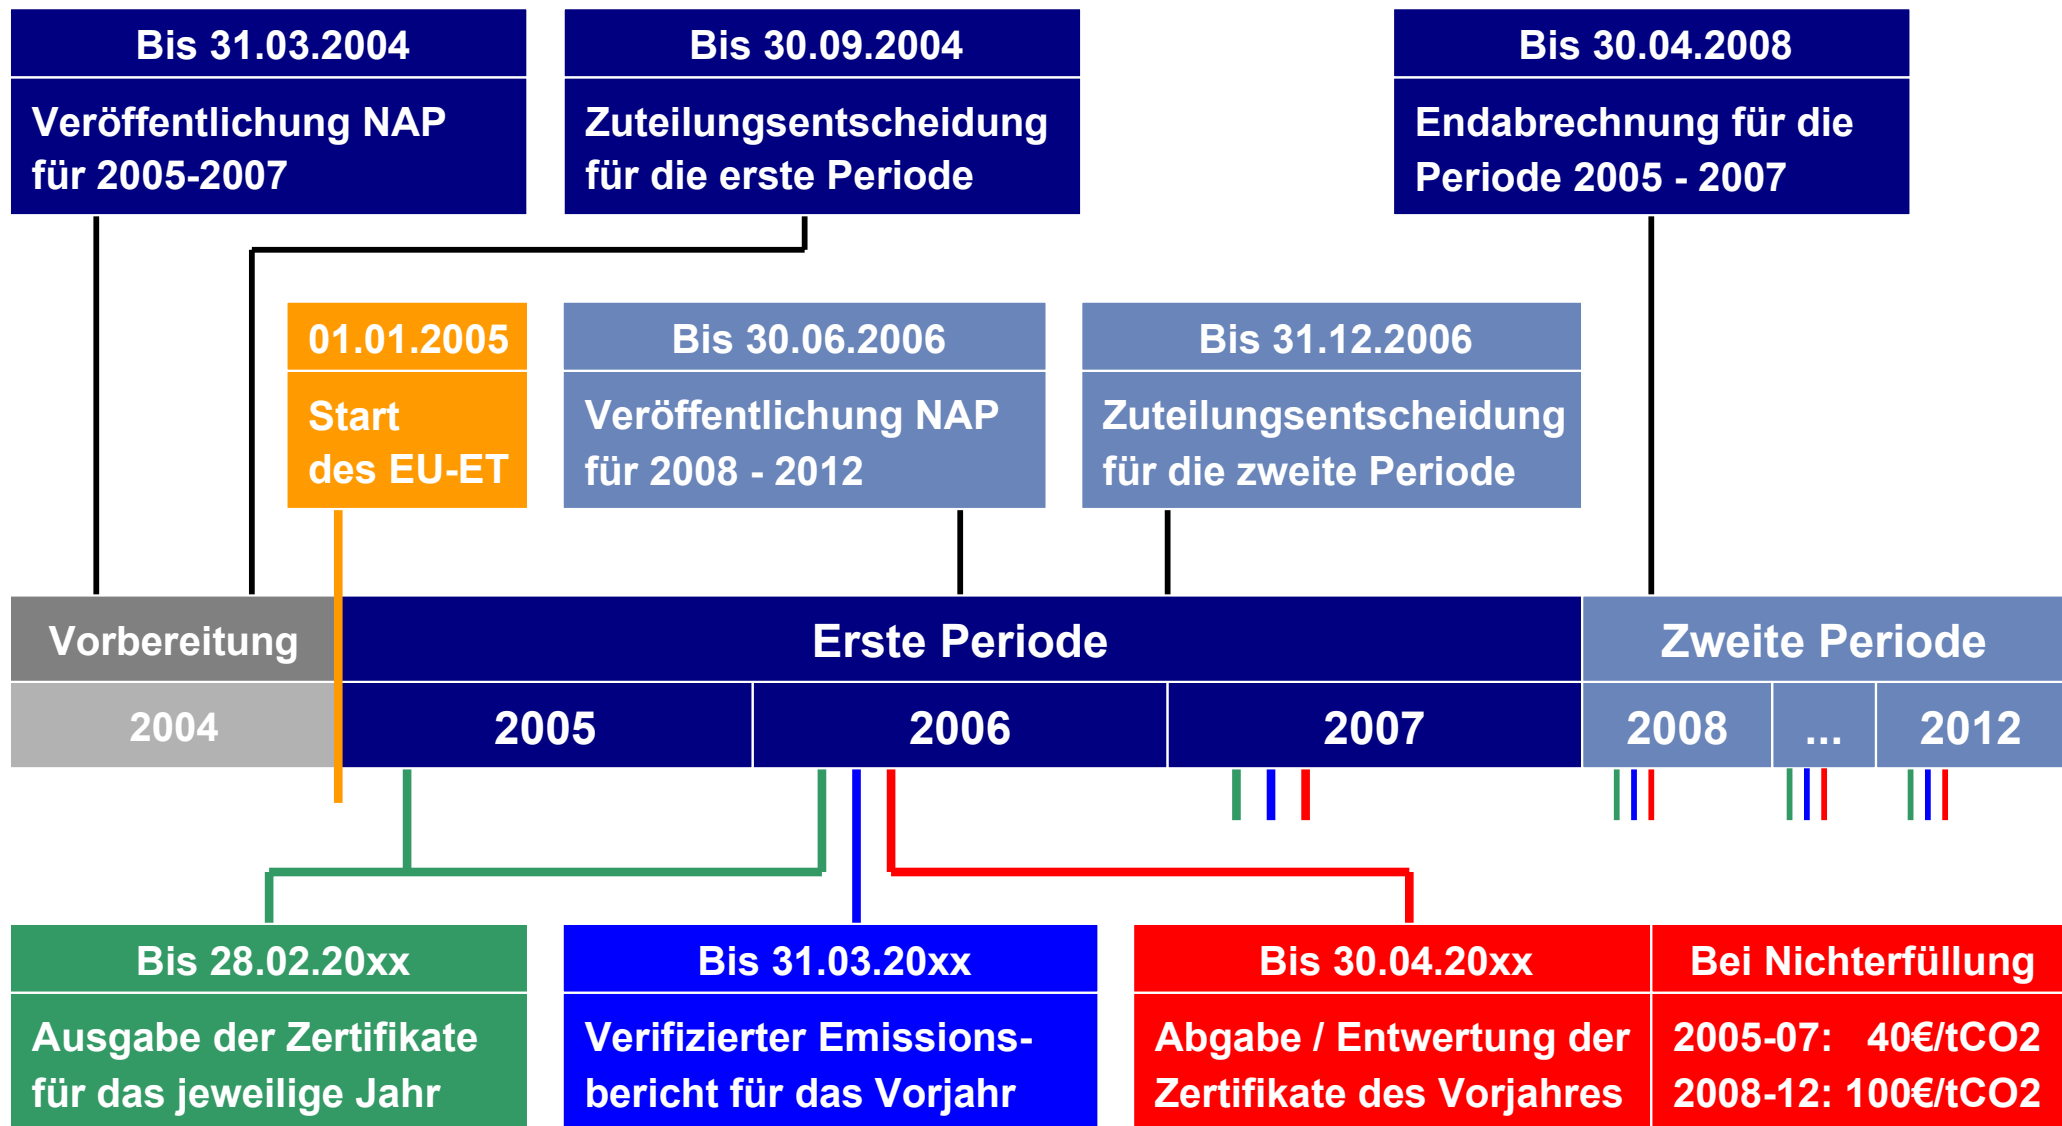 Bis 31.03.2004
Veröffentlichung NAP
für 2005-2007
Bis 30.09.2004
Zuteilungsentscheidung
für die erste Periode
Bis 30.04.2008
Endabrechnung für die
Periode 2005 - 2007
01.01.2005
Start
des EU-ET
Bis 30.06.2006
Veröffentlichung NAP
für 2008 - 2012
Bis 31.12.2006
Zuteilungsentscheidung
für die zweite Periode
Vorbereitung
Erste Periode
Zweite Periode
2004
2005
2006
2007
2008
...
2012
Bis 28.02.20xx
Ausgabe der Zertifikate
für das jeweilige Jahr
Bis 31.03.20xx
Verifizierter Emissions-
bericht für das Vorjahr
Bis 30.04.20xx
Abgabe / Entwertung der
Zertifikate des Vorjahres
Bei Nichterfüllung
2005-07: 40€/tCO2
2008-12: 100€/tCO2